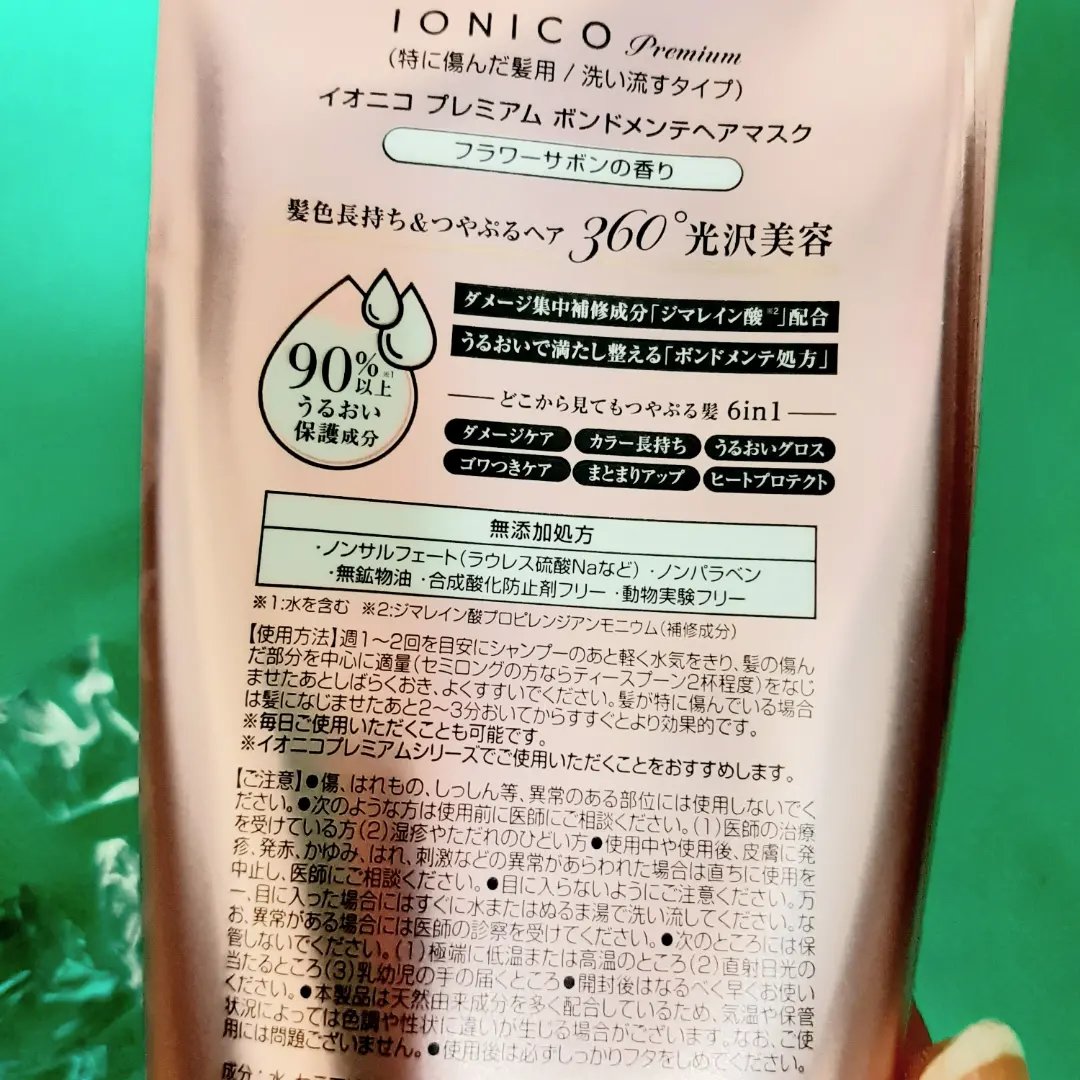 IONICO Premium
(特に傷んだ髪用 / 洗い流すタイプ)
イオニコ プレミアム ボンドメンテヘアマスク
フラワーサボンの香り
髪色長持ち&つやぷるヘア 360°光沢美容
90%以上※1
うるおい
保護成分
ダメージ集中補修成分「ジマレイン酸※2」配合
うるおいで満たし整える「ボンドメンテ処方」
どこから見てもつやぷる髪 6in1
ダメージケア カラー長持ち うるおいグロス
ゴワつきケア まとまりアップ ヒートプロテクト
無添加処方
・ノンサルフェート(ラウレス硫酸Naなど) ・ノンパラベン
・無鉱物油 ・合成酸化防止剤フリー ・動物実験フリー
※1:水を含む ※2:ジマレイン酸プロピレンジアンモニウム(補修成分)
【使用方法】週1〜2回を目安にシャンプーのあと軽く水気をきり、髪の傷ん
だ部分を中心に適量(セミロングの方ならティースプーン2杯程度)をなじ
ませたあとしばらくおき、よくすすいでください。髪が特に傷んでいる場合
は髪になじませたあと2〜3分おいてからすすぐとより効果的です。
※毎日ご使用いただくことも可能です。
※イオニコプレミアムシリーズでご使用いただくことをおすすめします。
【ご注意】●傷、はれもの、しっしん等、異常のある部位には使用しないでく
ださい。●次のような方は使用前に医師にご相談ください。(1)医師の治療
を受けている方(2)湿疹やただれのひどい方●使用中や使用後、皮膚に発
疹、発赤、かゆみ、はれ、刺激などの異常があらわれた場合は直ちに使用を
中止し、医師にご相談ください。●目に入らないようにご注意ください。万
一、目に入った場合にはすぐに水またはぬるま湯で洗い流してください。な
お、異常がある場合には医師の診察を受けてください。●次のところには保
管しないでください。(1)極端に低温または高温のところ(2)直射日光の
当たるところ(3)乳幼児の手の届くところ●開封後はなるべく早くお使い
ください。●本製品は天然由来成分を多く配合しているため、気温や保管
状況によっては色調や性状に違いが生じる場合がございます。なお、ご使
用には問題ございません。●使用後は必ずしっかりフタをしめてください。
成分:水